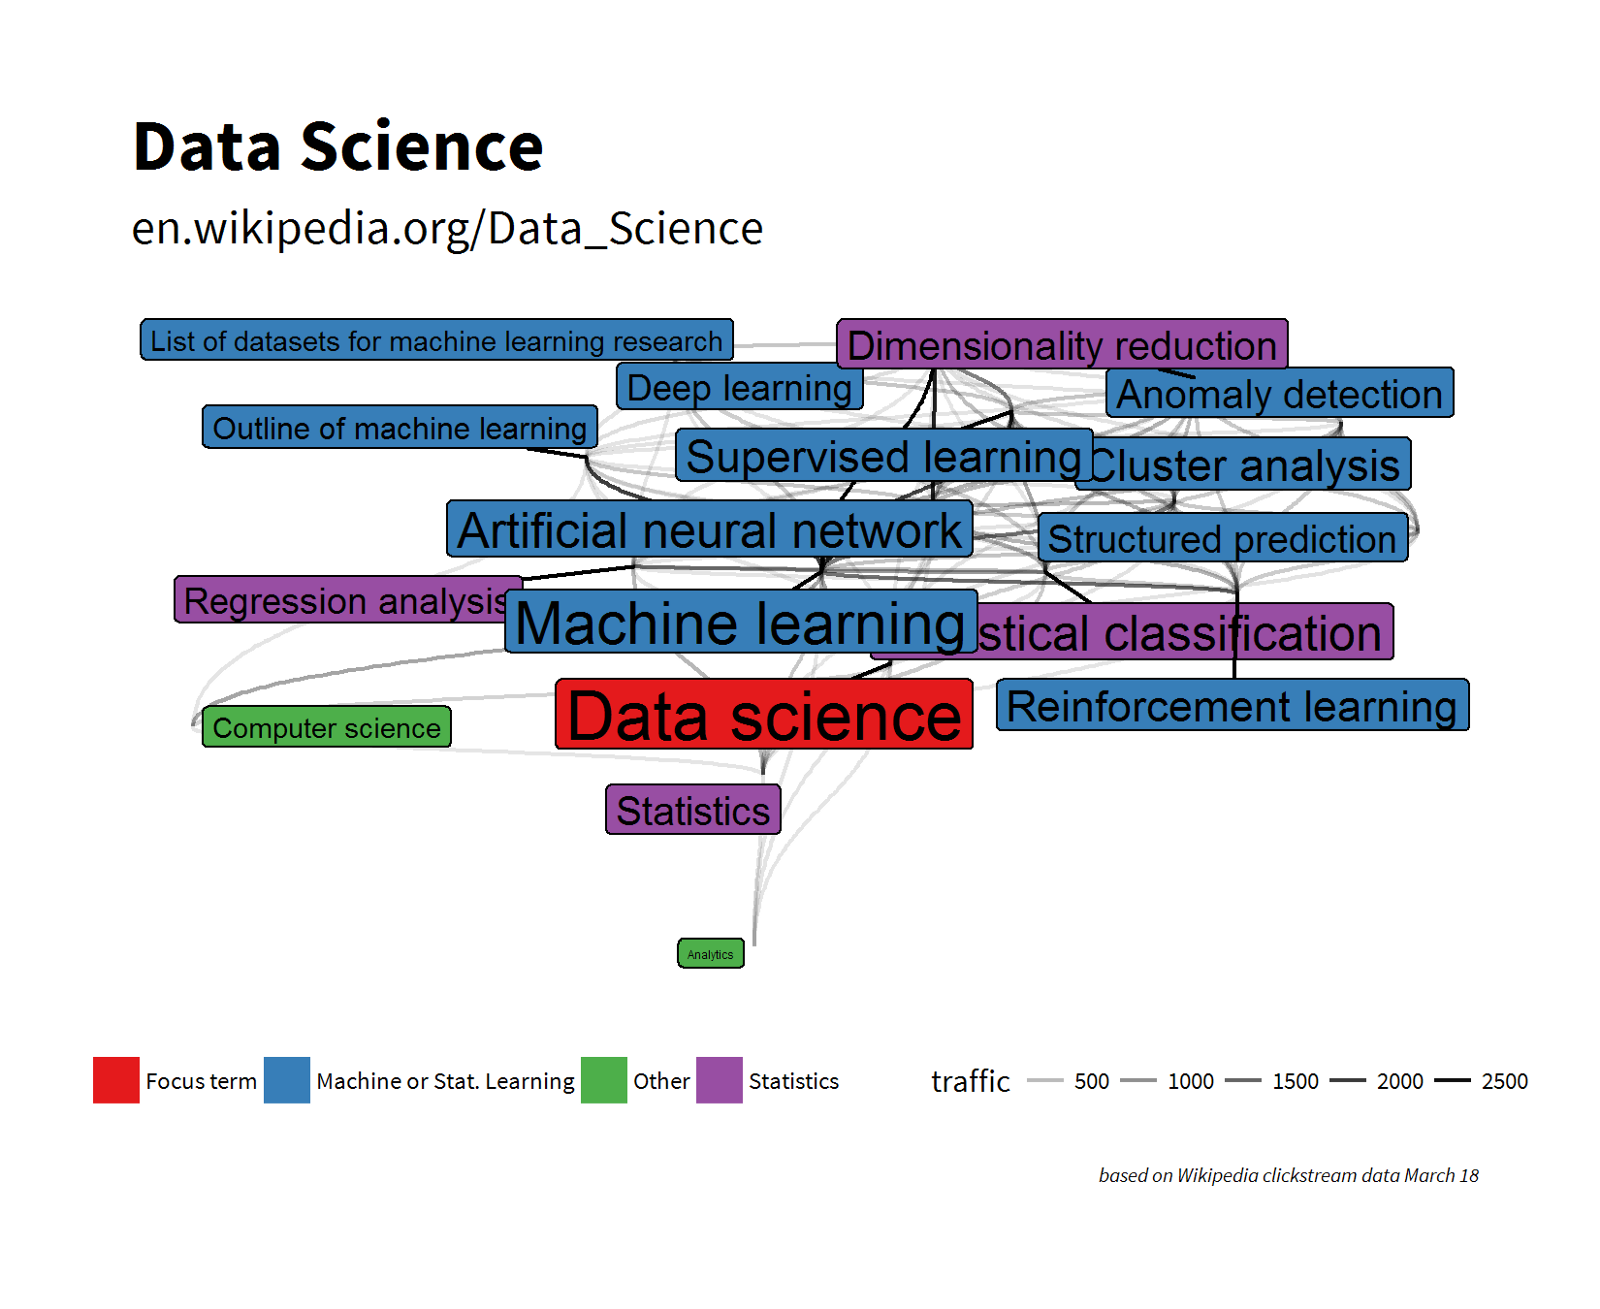 Data Science
en.wikipedia.org/Data_Science
List of datasets for machine learning research
Dimensionality reduction
Deep learning
Anomaly detection
Outline of machine learning
Supervised learning
Cluster analysis
Artificial neural network
Structured prediction
Regression analysis
Machine learning
stical classification
Data science
Reinforcement learning
Computer science
Statistics
Analytics
Focus term Machine or Stat. Learning Other Statistics traffic 500 1000 1500 2000 2500
based on Wikipedia clickstream data March 18